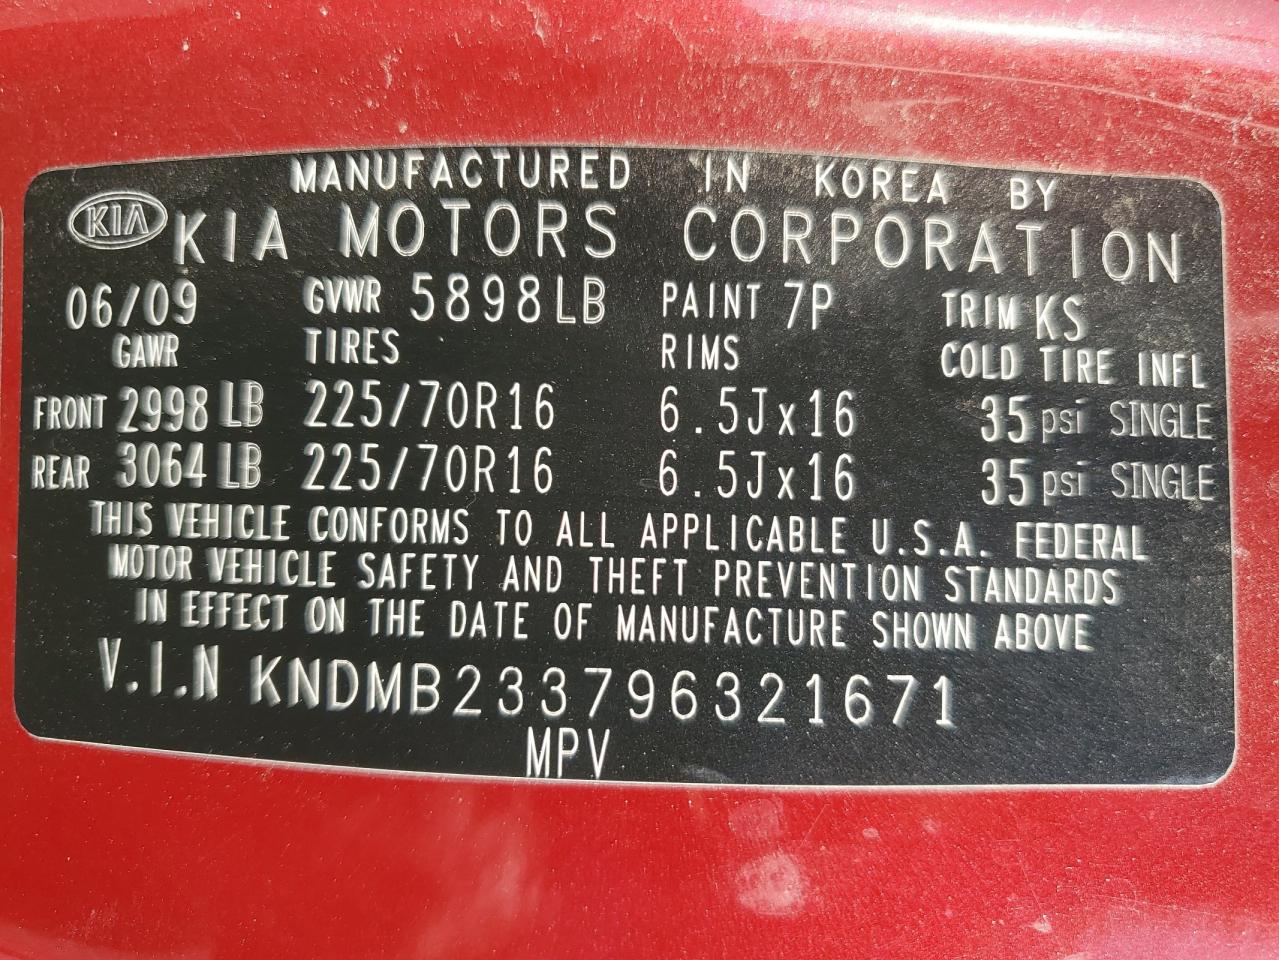 MANUFACTURED IN KOREA BY
KIA KIA MOTORS CORPORATION
06/09 GVWR 5898LB PAINT 7P TRIM KS
GAWR TIRES RIMS COLD TIRE INFL
FRONT 2998 LB 225/70R16 6.5Jx16 35 psi SINGLE
REAR 3064 LB 225/70R16 6.5Jx16 35 psi SINGLE
THIS VEHICLE CONFORMS TO ALL APPLICABLE U.S.A. FEDERAL
MOTOR VEHICLE SAFETY AND THEFT PREVENTION STANDARDS
IN EFFECT ON THE DATE OF MANUFACTURE SHOWN ABOVE
V.I.N KNDMB233796321671
MPV